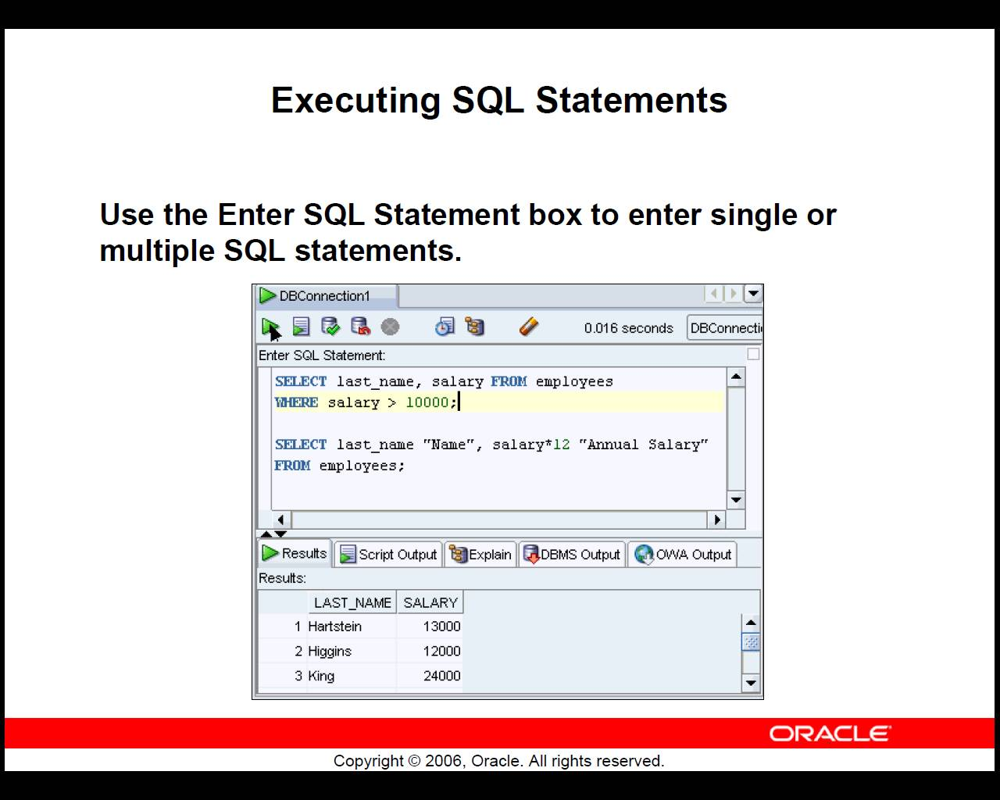 Executing SQL Statements
Use the Enter SQL Statement box to enter single or
multiple SQL statements.
DBConnection1
0.016 seconds DBConnecti
Enter SQL Statement:
SELECT last_name, salary FROM employees
WHERE salary > 10000;
SELECT last_name "Name", salary*12 "Annual Salary"
FROM employees;
Results Script Output Explain DBMS Output OWA Output
Results:
LAST_NAME SALARY
1 Hartstein 13000
2 Higgins 12000
3 King 24000
ORACLE
Copyright © 2006, Oracle. All rights reserved.